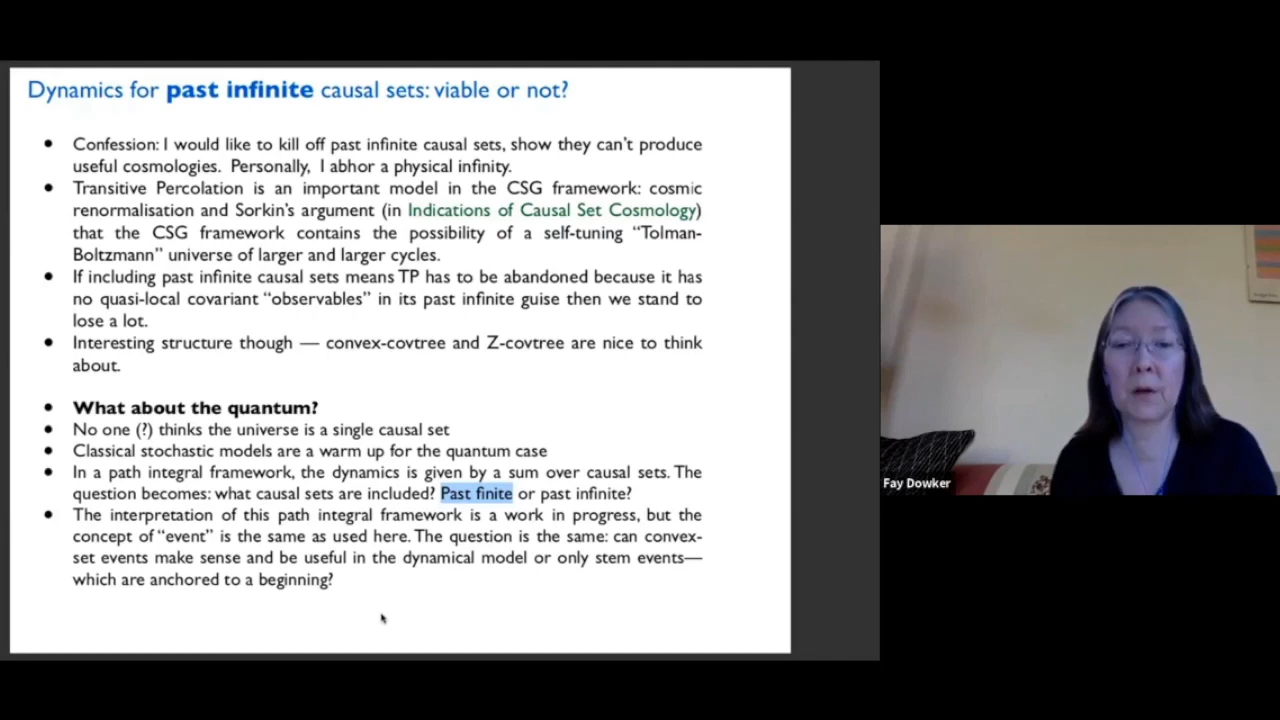 Dynamics for past infinite causal sets: viable or not?
• Confession: I would like to kill off past infinite causal sets, show they can't produce
useful cosmologies. Personally, I abhor a physical infinity.
• Transitive Percolation is an important model in the CSG framework: cosmic
renormalisation and Sorkin's argument (in Indications of Causal Set Cosmology)
that the CSG framework contains the possibility of a self-tuning “Tolman-
Boltzmann” universe of larger and larger cycles.
• If including past infinite causal sets means TP has to be abandoned because it has
no quasi-local covariant “observables” in its past infinite guise then we stand to
lose a lot.
• Interesting structure though — convex-covtree and Z-covtree are nice to think
about.
• What about the quantum?
• No one (?) thinks the universe is a single causal set
• Classical stochastic models are a warm up for the quantum case
• In a path integral framework, the dynamics is given by a sum over causal sets. The
question becomes: what causal sets are included? Past finite or past infinite?
• The interpretation of this path integral framework is a work in progress, but the
concept of “event” is the same as used here. The question is the same: can convex-
set events make sense and be useful in the dynamical model or only stem events—
which are anchored to a beginning?
Fay Dowker